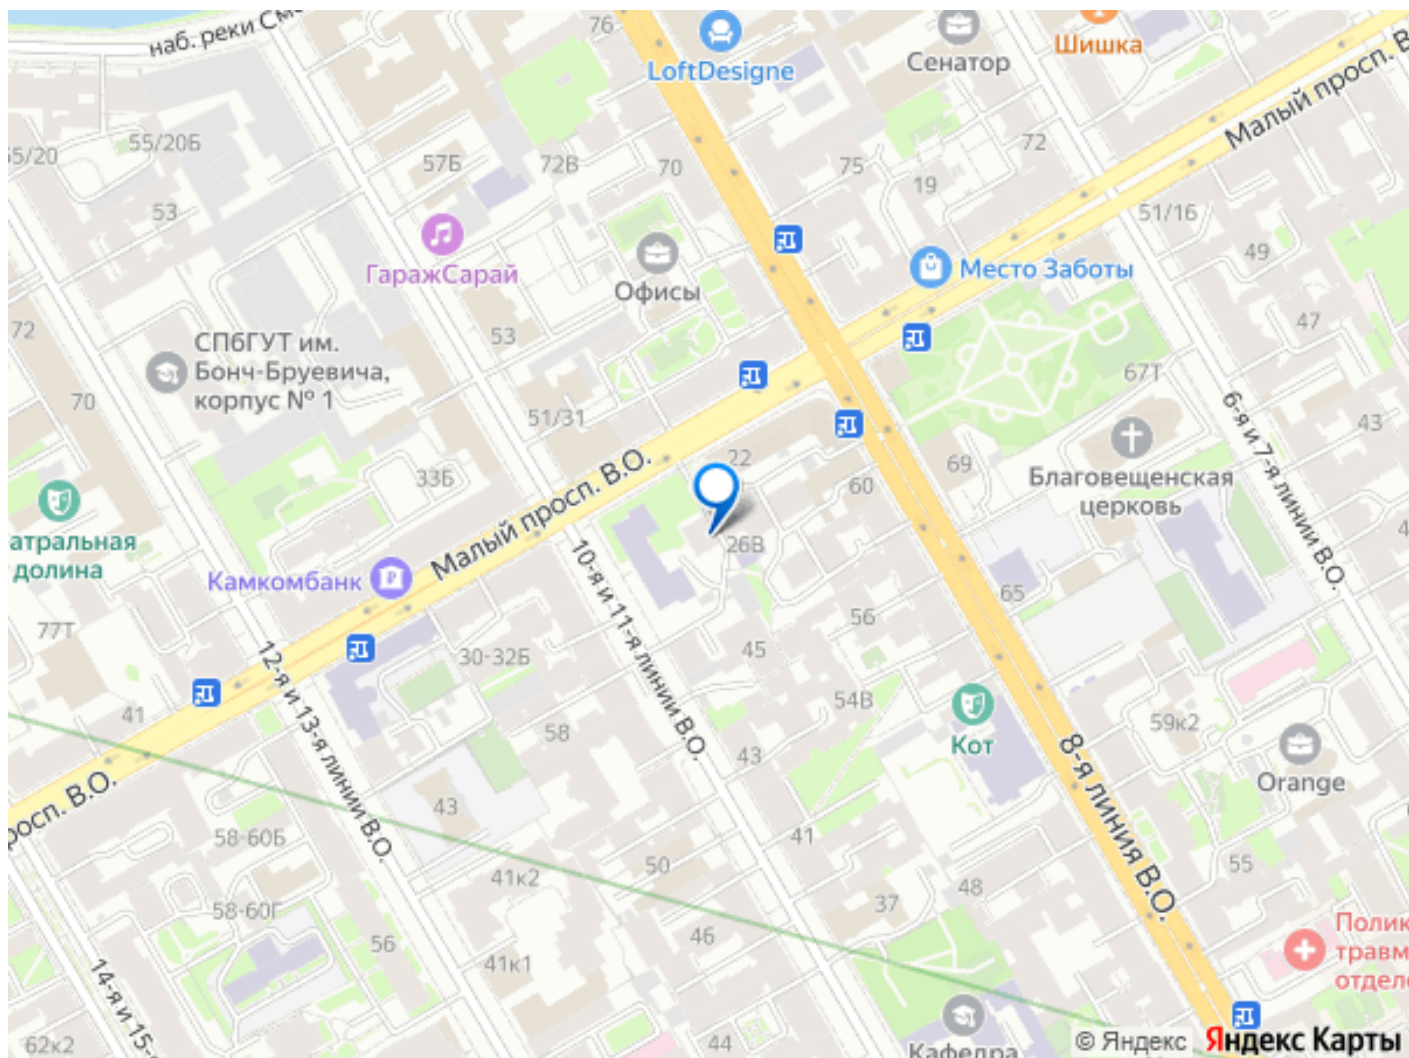 наб. реки См
76
LoftDesigne
Сенатор
Шишка
Малый просп. В
55/20
55/20Б
57Б
72В
70
75
19
72
53
51/16
49
ГаражСарай
Офисы
Место Заботы
47
72
СПбГУТ им.
Бонч-Бруевича,
корпус № 1
53
67Т
70
51/31
43
6-я и 7-я линии В.О.
33Б
22
69
60
Благовещенская
церковь
Малый просп. В.О.
атральная
долина
26В
Камкомбанк
10-я и 11-я линии В.О.
65
56
77Т
12-я и 13-я линии В.О.
30-32Б
45
54В
41
58
43
Кот
59к2
8-я линия В.О.
Orange
росп. В.О.
43
58-60Б
41
50
55
41к2
48
58-60Г
37
56
46
Полик
травм
отдел
41к1
14-я и 15-
62к2
44
Кафедра
© Яндекс
Яндекс Карты